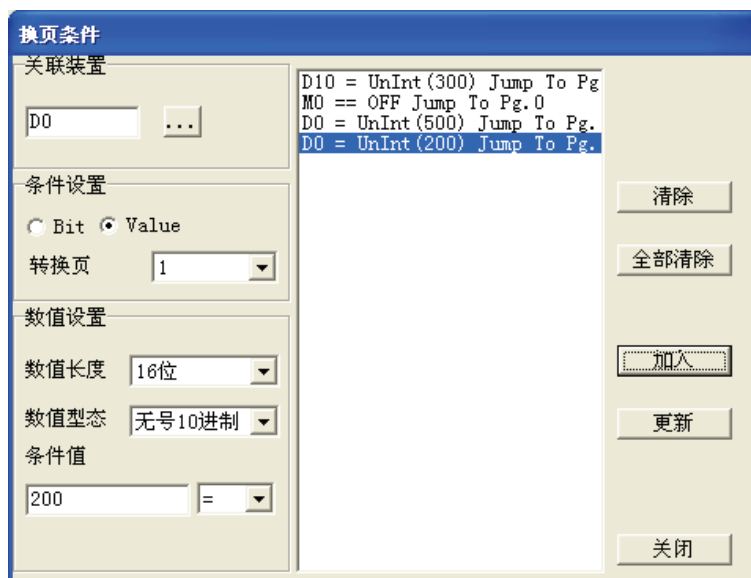 换页条件
关联装置
D0
...
条件设置
Bit
Value
转换页
1
数值设置
数值长度
16位
数值型态
无号10进制
条件值
200
=
D10 = UnInt(300) Jump To Pg
M0 == OFF Jump To Pg.0
D0 = UnInt(500) Jump To Pg.
D0 = UnInt(200) Jump To Pg.
清除
全部清除
加入
更新
关闭